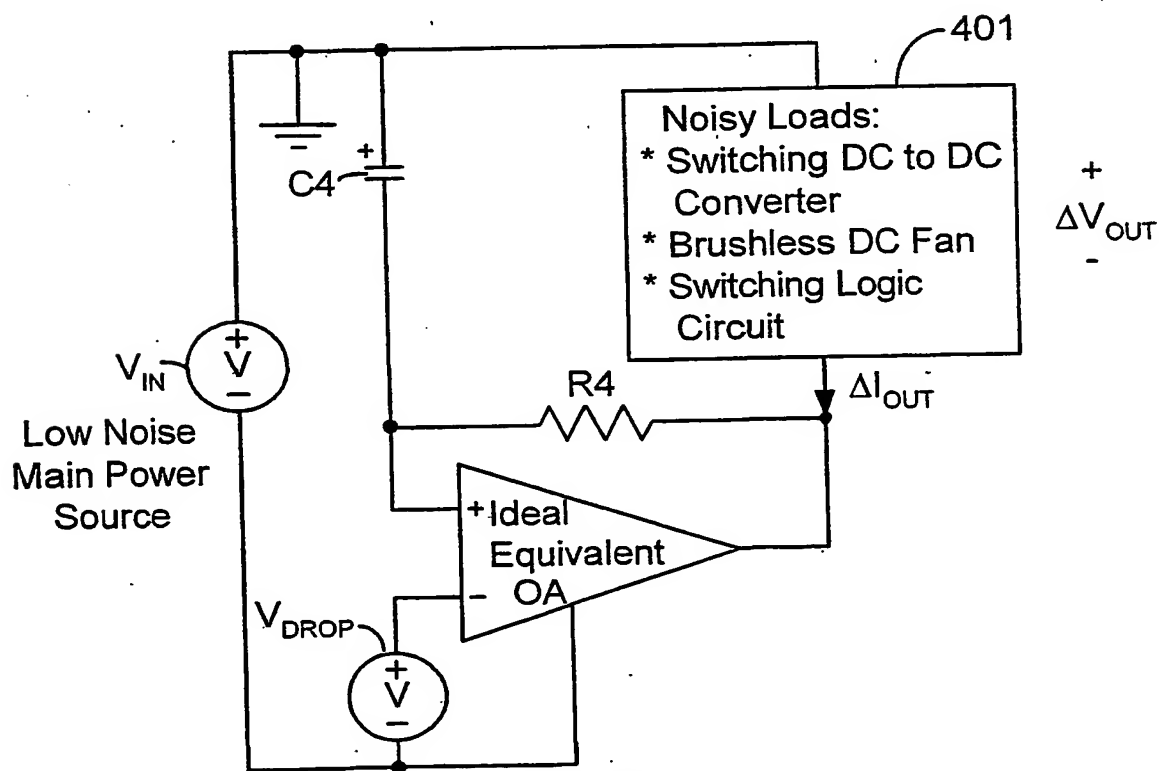 401
Noisy Loads:
* Switching DC to DC
Converter
* Brushless DC Fan
* Switching Logic
Circuit
+
ΔV_OUT
-
+
C4
V_IN
+
V
-
Low Noise
Main Power
Source
R4
ΔI_OUT
+ Ideal
Equivalent
- OA
V_DROP
+
V
-